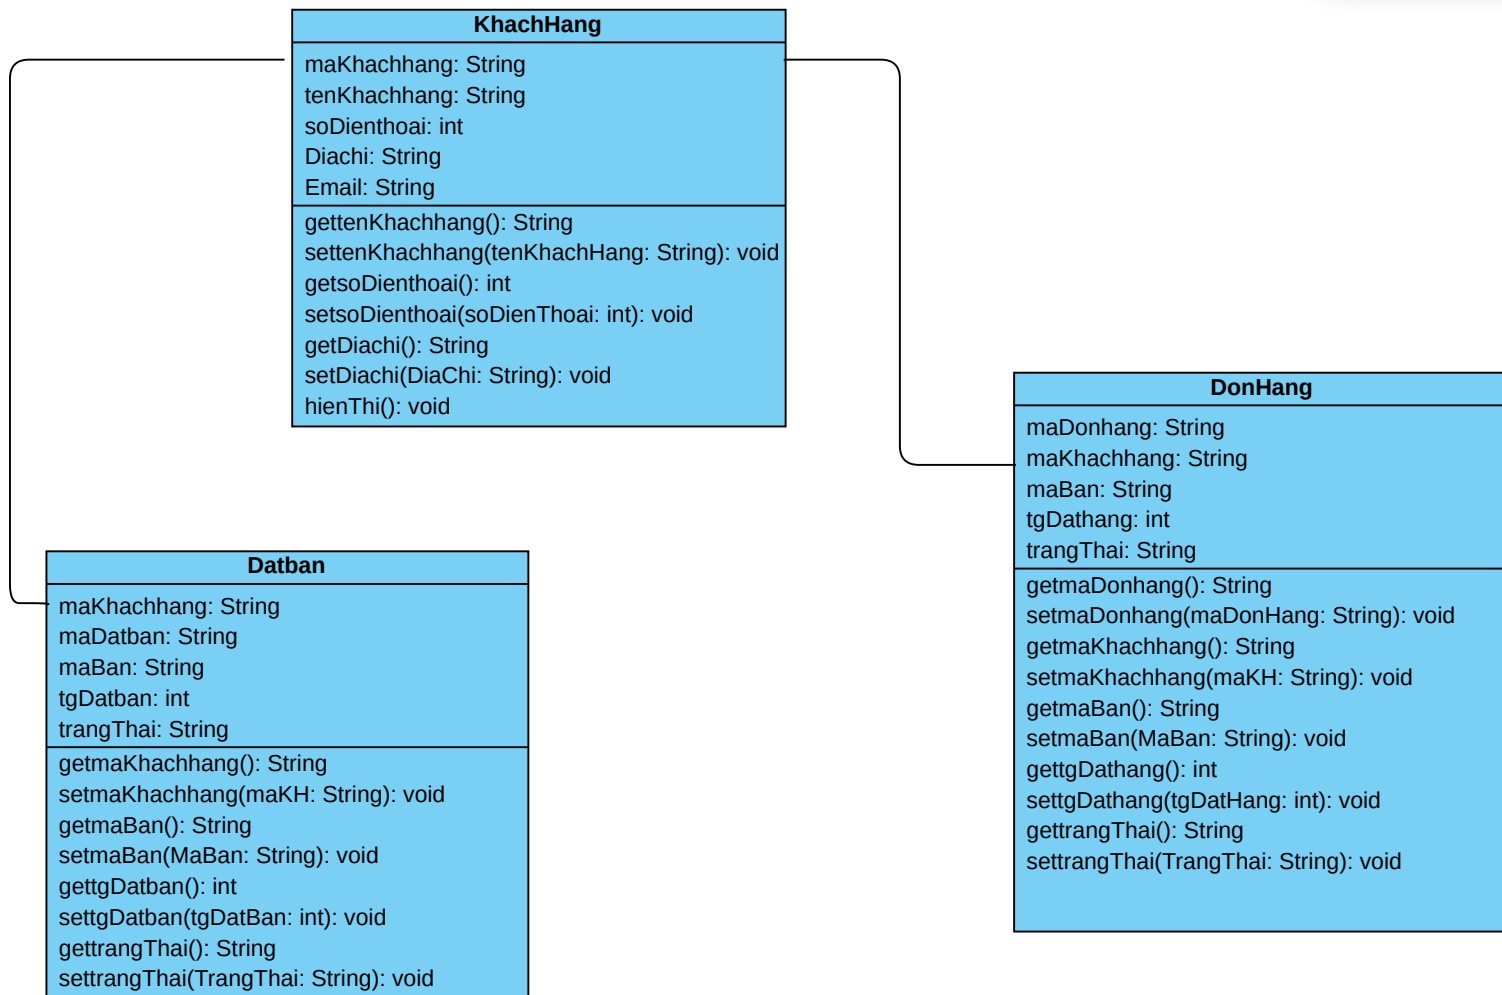 KhachHang
maKhachhang: String
tenKhachhang: String
soDienthoai: int
Diachi: String
Email: String
gettenKhachhang(): String
settenKhachhang(tenKhachHang: String): void
getsoDienthoai(): int
setsoDienthoai(soDienThoai: int): void
getDiachi(): String
setDiachi(DiaChi: String): void
hienThi(): void
DonHang
maDonhang: String
maKhachhang: String
maBan: String
tgDathang: int
trangThai: String
getmaDonhang(): String
setmaDonhang(maDonHang: String): void
getmaKhachhang(): String
setmaKhachhang(maKH: String): void
getmaBan(): String
setmaBan(MaBan: String): void
gettgDathang(): int
settgDathang(tgDatHang: int): void
gettrangThai(): String
settrangThai(TrangThai: String): void
Datban
maKhachhang: String
maDatban: String
maBan: String
tgDatban: int
trangThai: String
getmaKhachhang(): String
setmaKhachhang(maKH: String): void
getmaBan(): String
setmaBan(MaBan: String): void
gettgDatban(): int
settgDatban(tgDatBan: int): void
gettrangThai(): String
settrangThai(TrangThai: String): void